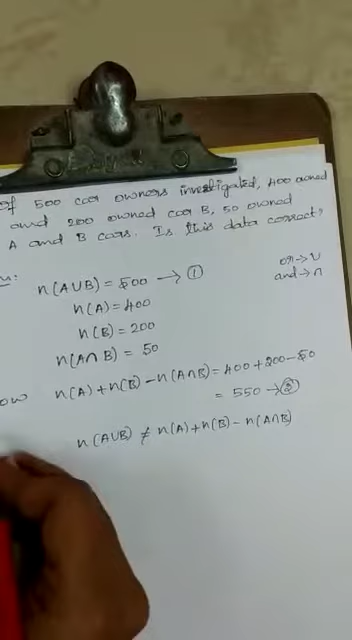 of 500 car owners investigated, 400 owned
and 200 owned car B, 50 owned
A and B cars. Is this data correct?
n(A∪B) = 500 → ①
or → ∪
and → ∩
n(A) = 400
n(B) = 200
n(A∩B) = 50
ow n(A) + n(B) - n(A∩B) = 400 + 200 - 50
= 550 → ②
n(A∪B) ≠ n(A) + n(B) - n(A∩B)